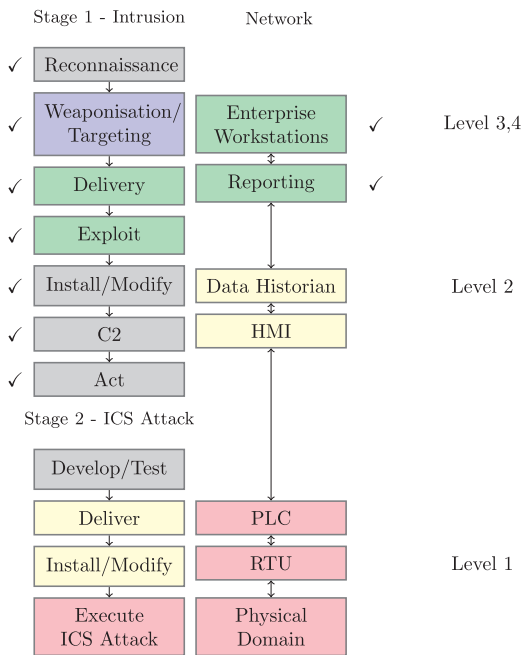 Stage 1 - Intrusion
Network
✓ Reconnaissance
✓ Weaponisation/
Targeting
Enterprise
Workstations ✓
Level 3,4
✓ Delivery
Reporting ✓
✓ Exploit
✓ Install/Modify
Data Historian
Level 2
✓ C2
HMI
✓ Act
Stage 2 - ICS Attack
Develop/Test
Deliver
PLC
Install/Modify
RTU
Level 1
Execute
ICS Attack
Physical
Domain